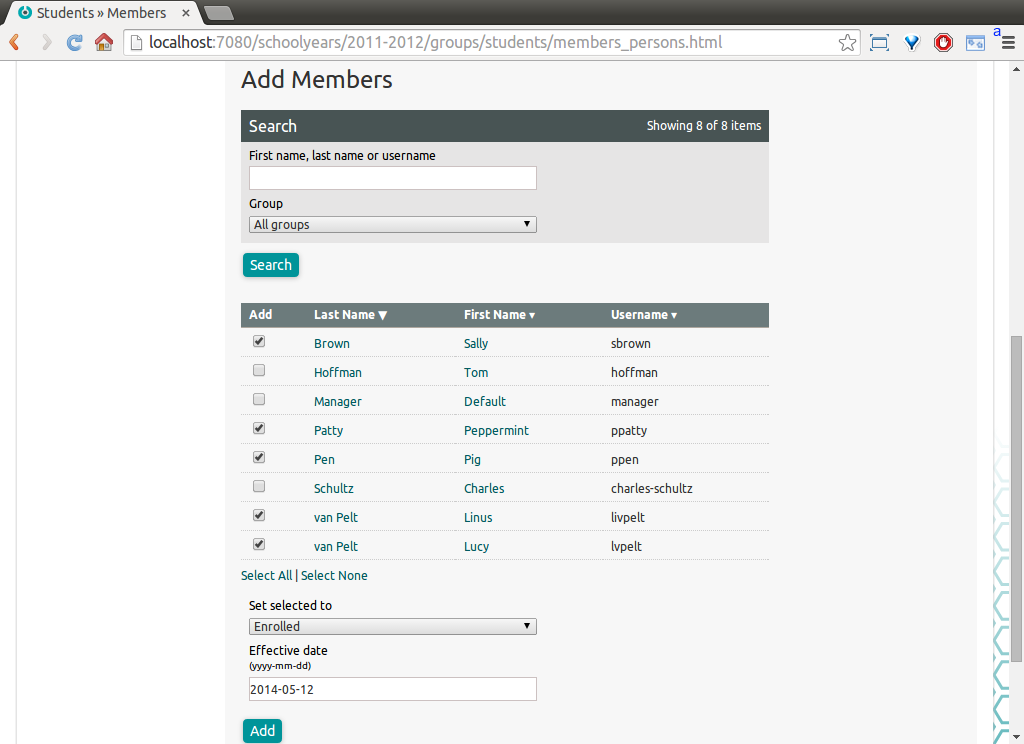 Students » Members
localhost:7080/schoolyears/2011-2012/groups/students/members_persons.html
a
Add Members
Search Showing 8 of 8 items
First name, last name or username
Group
All groups ▼
Search
Add Last Name ▼ First Name ▾ Username ▾
Brown Sally sbrown
Hoffman Tom hoffman
Manager Default manager
Patty Peppermint ppatty
Pen Pig ppen
Schultz Charles charles-schultz
van Pelt Linus livpelt
van Pelt Lucy lvpelt
Select All | Select None
Set selected to
Enrolled ▼
Effective date
(yyyy-mm-dd)
2014-05-12
Add